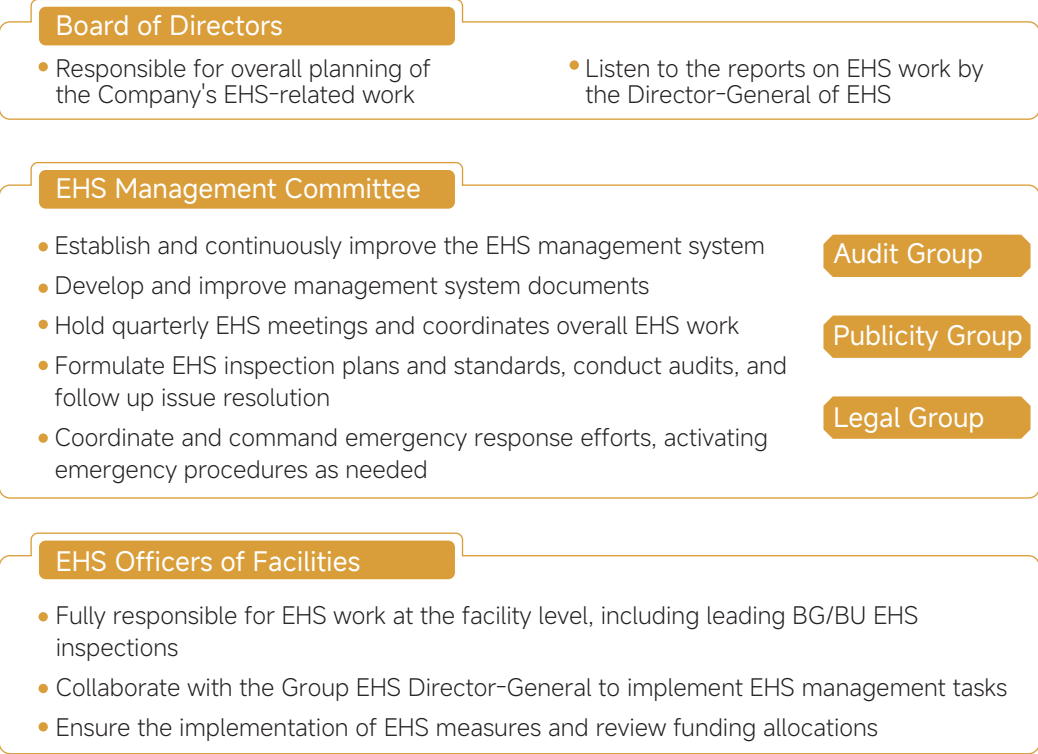 Board of Directors
Responsible for overall planning of
the Company's EHS-related work
Listen to the reports on EHS work by
the Director-General of EHS
EHS Management Committee
Establish and continuously improve the EHS management system
Develop and improve management system documents
Hold quarterly EHS meetings and coordinates overall EHS work
Formulate EHS inspection plans and standards, conduct audits, and
follow up issue resolution
Coordinate and command emergency response efforts, activating
emergency procedures as needed
Audit Group
Publicity Group
Legal Group
EHS Officers of Facilities
Fully responsible for EHS work at the facility level, including leading BG/BU EHS
inspections
Collaborate with the Group EHS Director-General to implement EHS management tasks
Ensure the implementation of EHS measures and review funding allocations